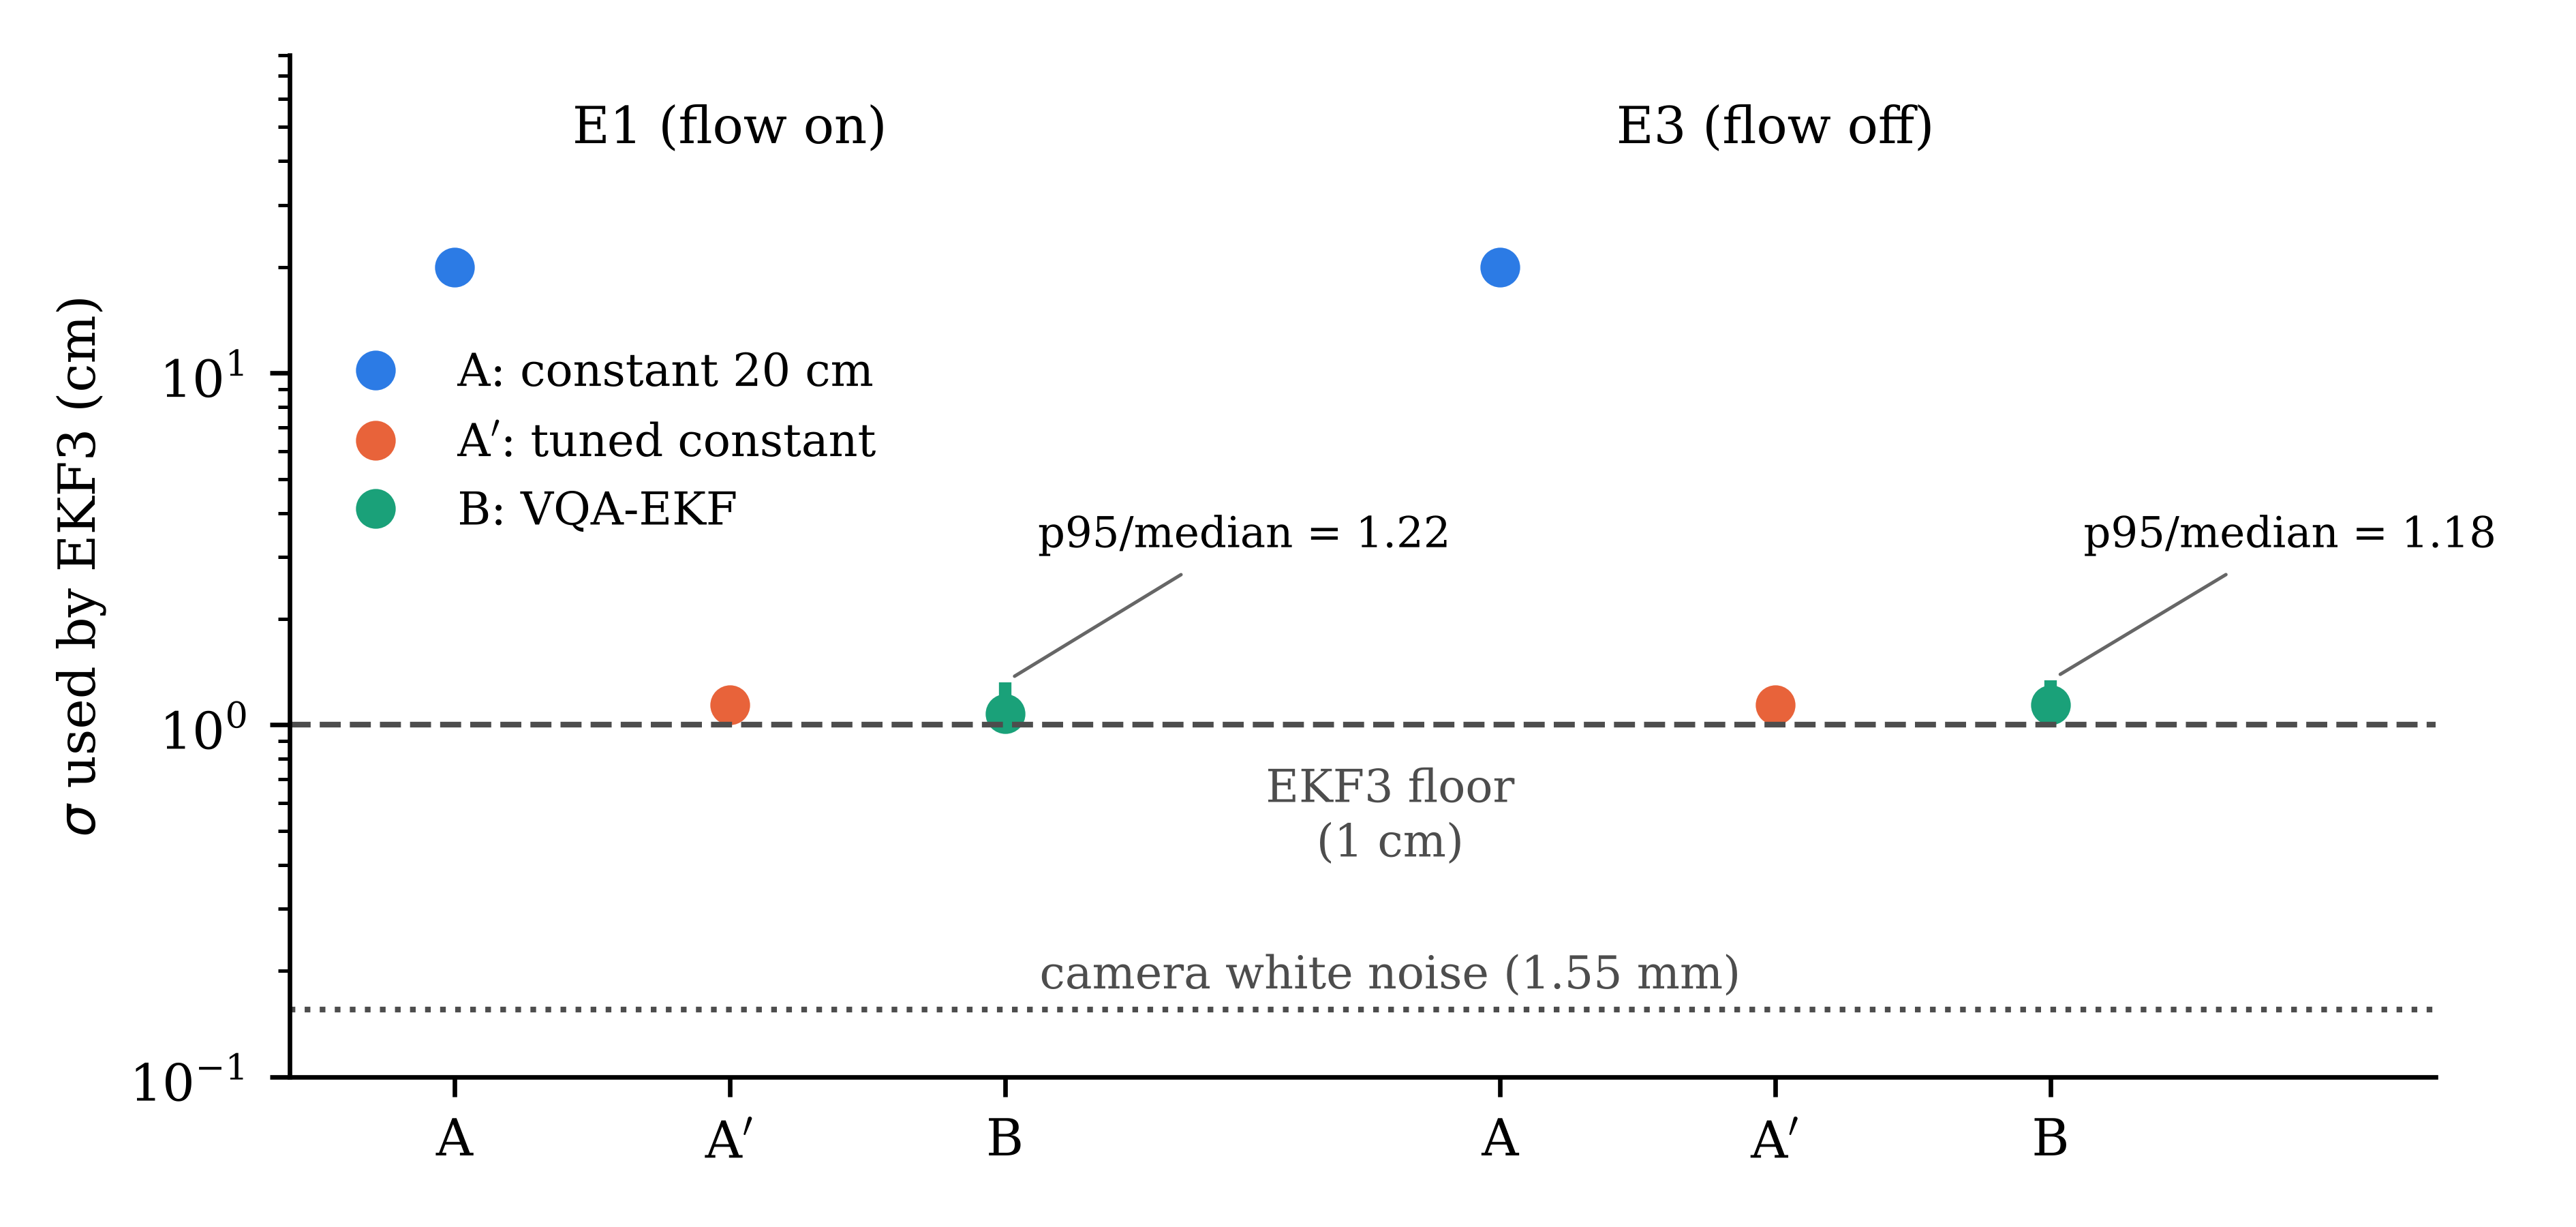 E1 (flow on)
E3 (flow off)
σ used by EKF3 (cm)
10¹
10⁰
10⁻¹
A: constant 20 cm
A′: tuned constant
B: VQA-EKF
p95/median = 1.22
p95/median = 1.18
EKF3 floor
(1 cm)
camera white noise (1.55 mm)
A A′ B A A′ B